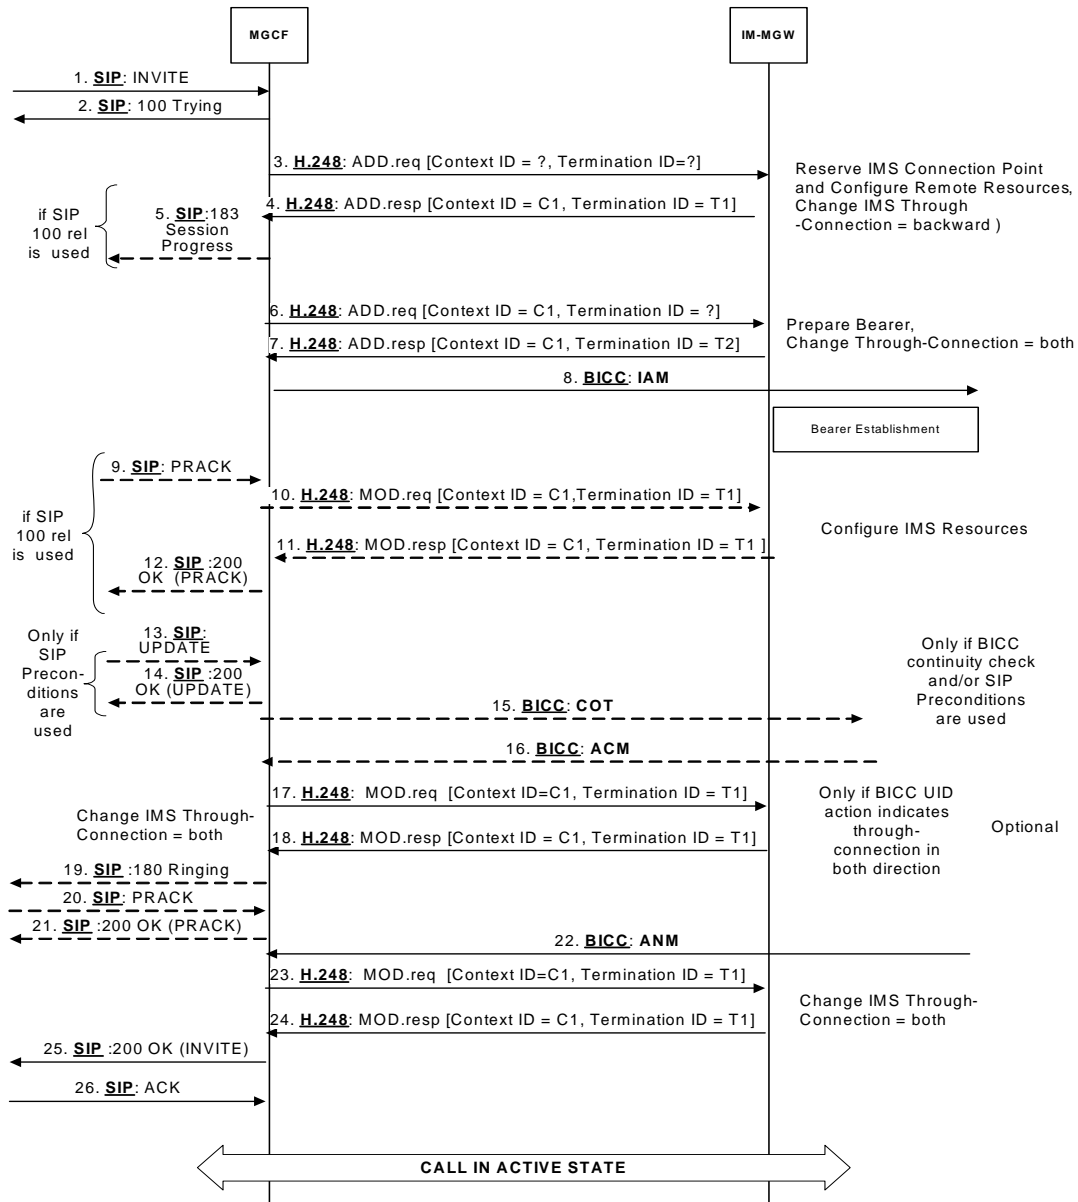 MGCF
IM-MGW
1. SIP: INVITE
2. SIP: 100 Trying
3. H.248: ADD.req [Context ID = ?, Termination ID=?]
Reserve IMS Connection Point
and Configure Remote Resources,
Change IMS Through
-Connection = backward )
4. H.248: ADD.resp [Context ID = C1, Termination ID = T1]
if SIP
100 rel
is used
5. SIP:183
Session
Progress
6. H.248: ADD.req [Context ID = C1, Termination ID = ?]
Prepare Bearer,
Change Through-Connection = both
7. H.248: ADD.resp [Context ID = C1, Termination ID = T2]
8. BICC: IAM
Bearer Establishment
if SIP
100 rel
is used
9. SIP: PRACK
10. H.248: MOD.req [Context ID = C1,Termination ID = T1]
Configure IMS Resources
11. H.248: MOD.resp [Context ID = C1, Termination ID = T1 ]
12. SIP :200
OK (PRACK)
Only if
SIP
Precon-
ditions
are
used
13. SIP:
UPDATE
14. SIP :200
OK (UPDATE)
Only if BICC
continuity check
and/or SIP
Preconditions
are used
15. BICC: COT
16. BICC: ACM
17. H.248: MOD.req [Context ID=C1, Termination ID = T1]
Change IMS Through-
Connection = both
Only if BICC UID
action indicates
through-
connection in
both direction
Optional
18. H.248: MOD.resp [Context ID = C1, Termination ID = T1]
19. SIP :180 Ringing
20. SIP: PRACK
21. SIP :200 OK (PRACK)
22. BICC: ANM
23. H.248: MOD.req [Context ID=C1, Termination ID = T1]
Change IMS Through-
Connection = both
24. H.248: MOD.resp [Context ID = C1, Termination ID = T1]
25. SIP :200 OK (INVITE)
26. SIP: ACK
CALL IN ACTIVE STATE